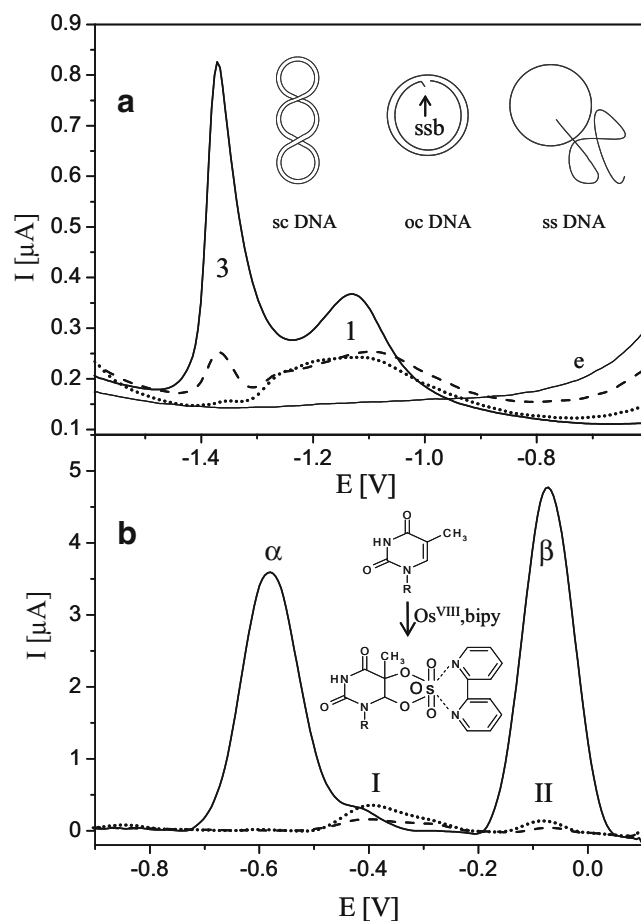 0.9
0.8
0.7
0.6
0.5
0.4
0.3
0.2
0.1
I [µA]
a
ssb
sc DNA
oc DNA
ss DNA
3
1
e
-1.4
-1.2
-1.0
-0.8
E [V]
5
4
3
2
1
0
I [µA]
b
α
β
I
II
O
HN
CH3
O
N
R
OsVIII,bipy
O
CH3
O
HN
O
O
S
N
O
N
O
O
N
R
-0.8
-0.6
-0.4
-0.2
0.0
E [V]